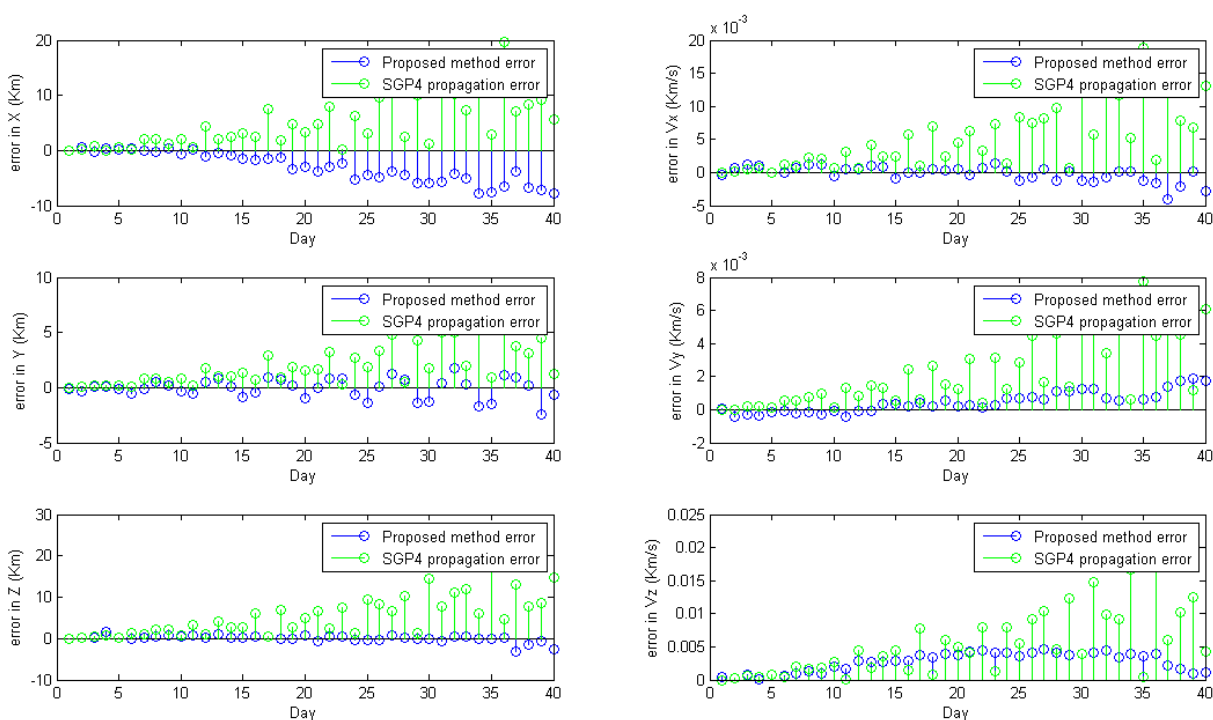 20
10
0
-10
error in X (Km)
0 5 10 15 20 25 30 35 40
Day
Proposed method error
SGP4 propagation error
x 10⁻³
20
15
10
5
0
-5
error in Vx (Km/s)
0 5 10 15 20 25 30 35 40
Day
Proposed method error
SGP4 propagation error
10
5
0
-5
error in Y (Km)
0 5 10 15 20 25 30 35 40
Day
Proposed method error
SGP4 propagation error
x 10⁻³
8
6
4
2
0
-2
error in Vy (Km/s)
0 5 10 15 20 25 30 35 40
Day
Proposed method error
SGP4 propagation error
30
20
10
0
-10
error in Z (Km)
0 5 10 15 20 25 30 35 40
Day
Proposed method error
SGP4 propagation error
0.025
0.02
0.015
0.01
0.005
0
error in Vz (Km/s)
0 5 10 15 20 25 30 35 40
Day
Proposed method error
SGP4 propagation error